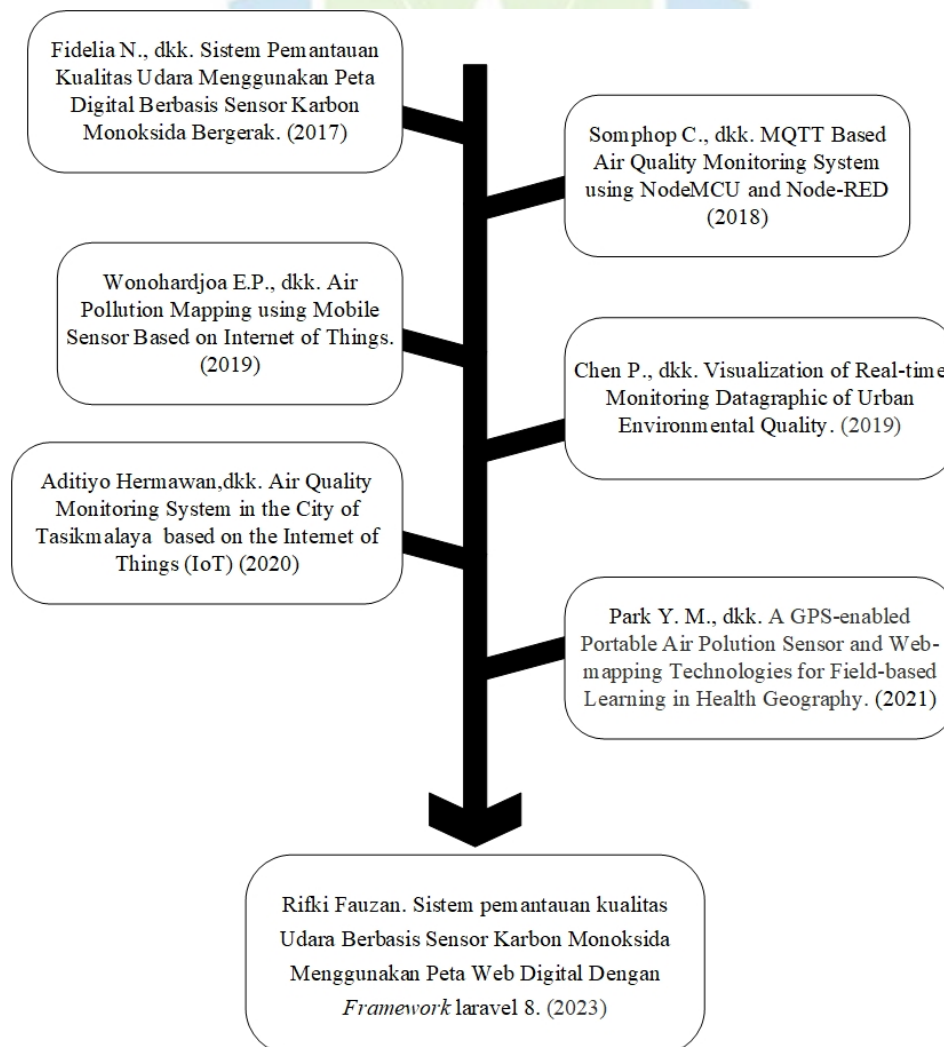 Fidelia N., dkk. Sistem Pemantauan
Kualitas Udara Menggunakan Peta
Digital Berbasis Sensor Karbon
Monoksida Bergerak. (2017)
Somphop C., dkk. MQTT Based
Air Quality Monitoring System
using NodeMCU and Node-RED
(2018)
Wonohardjoa E.P., dkk. Air
Pollution Mapping using Mobile
Sensor Based on Internet of Things.
(2019)
Chen P., dkk. Visualization of Real-time
Monitoring Datagraphic of Urban
Environmental Quality. (2019)
Aditiyo Hermawan,dkk. Air Quality
Monitoring System in the City of
Tasikmalaya based on the Internet of
Things (IoT) (2020)
Park Y. M., dkk. A GPS-enabled
Portable Air Polution Sensor and Web-
mapping Technologies for Field-based
Learning in Health Geography. (2021)
Rifki Fauzan. Sistem pemantauan kualitas
Udara Berbasis Sensor Karbon Monoksida
Menggunakan Peta Web Digital Dengan
Framework laravel 8. (2023)